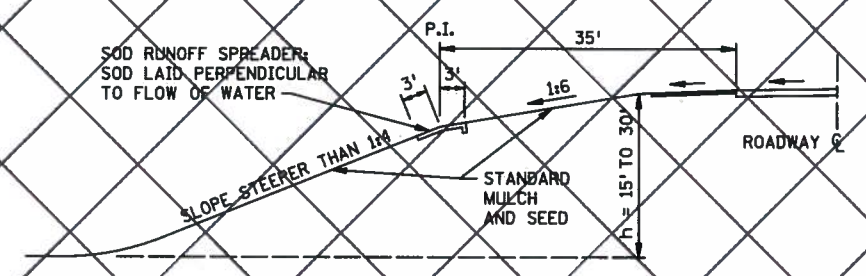 P.I.
35'
SOD RUNOFF SPREADER:
SOD LAID PERPENDICULAR
TO FLOW OF WATER
3'
3'
1:6
ROADWAY ℄
SLOPE STEEPER THAN 1:4
STANDARD
MULCH
AND SEED
h = 15' TO 30'